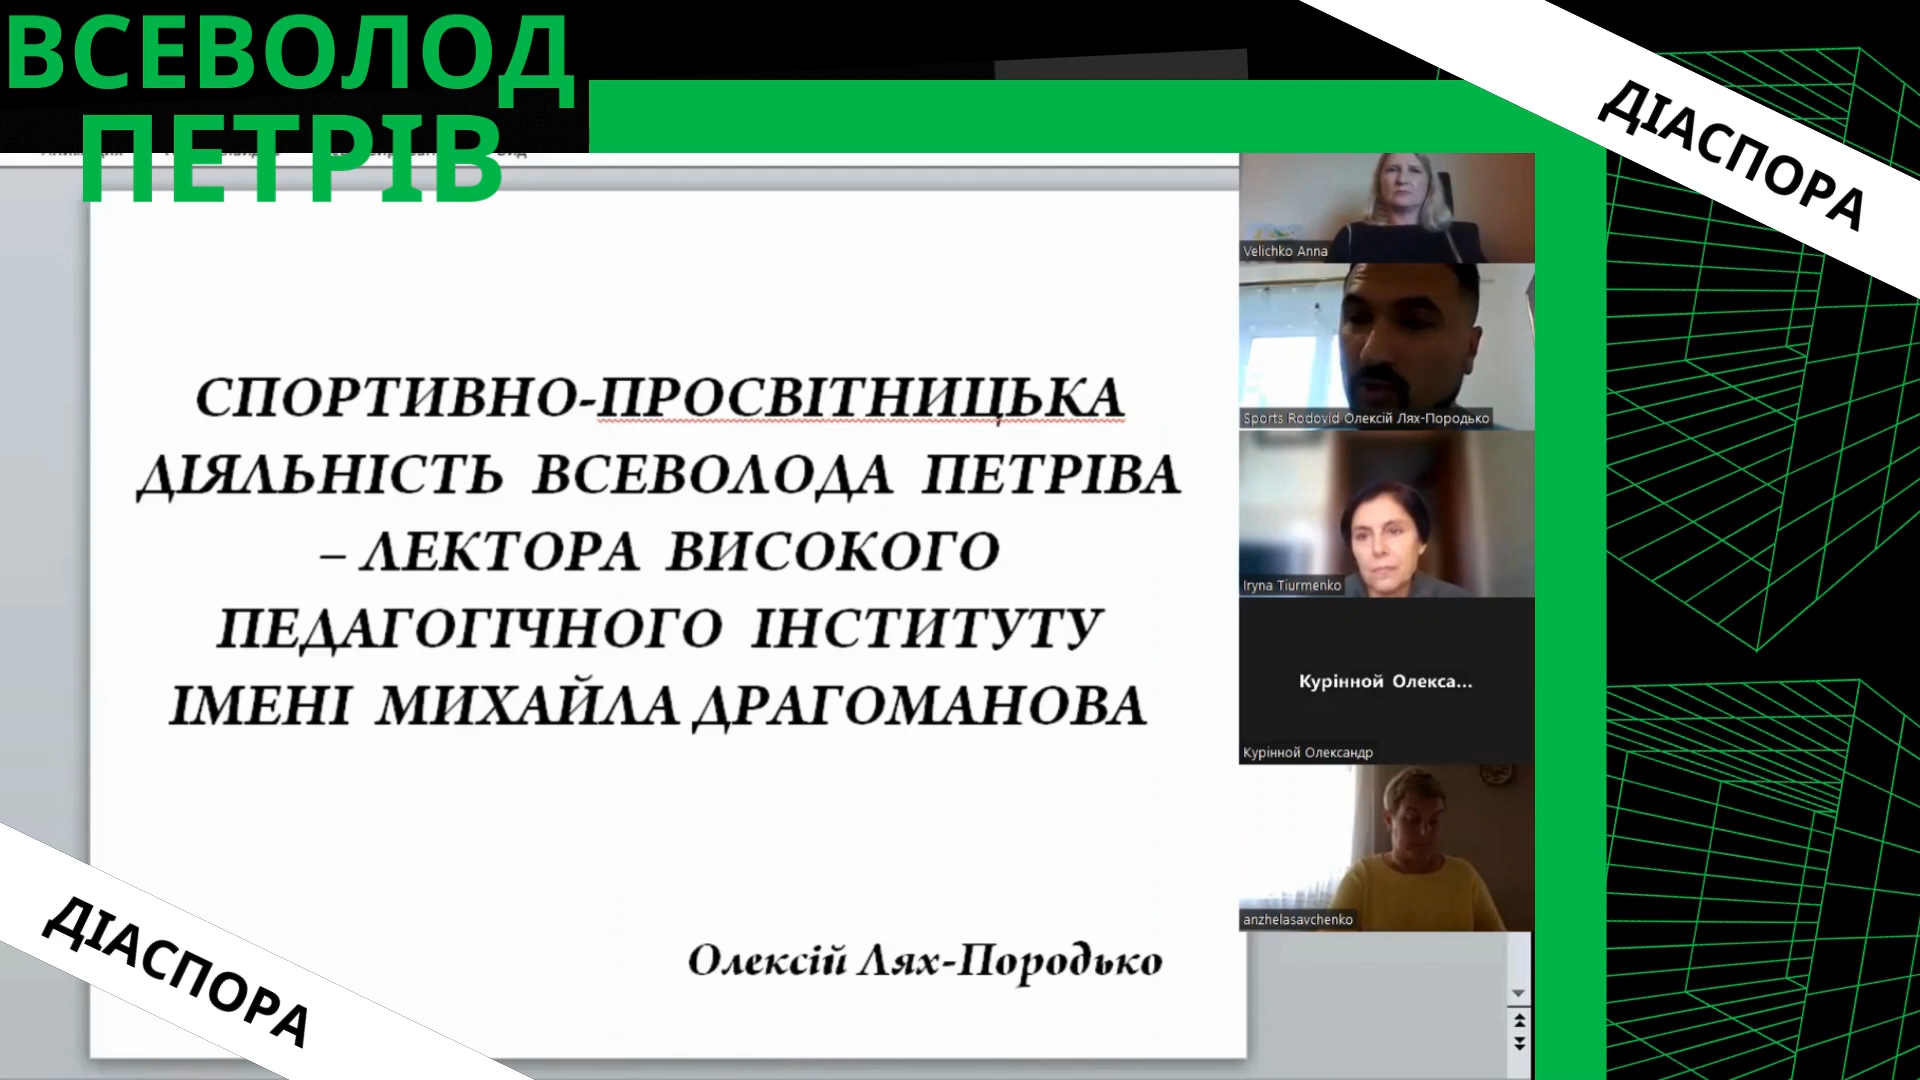 ВСЕВОЛОД
ПЕТРІВ
ДІАСПОРА
СПОРТИВНО-ПРОСВІТНИЦЬКА
ДІЯЛЬНІСТЬ ВСЕВОЛОДА ПЕТРІВА
– ЛЕКТОРА ВИСОКОГО
ПЕДАГОГІЧНОГО ІНСТИТУТУ
ІМЕНІ МИХАЙЛА ДРАГОМАНОВА
Олексій Лях-Породько
Velichko Anna
Sports Rodovid Олексій Лях-Породько
Iryna Tiurmenko
Курінной Олекса...
Курінной Олександр
anzhelasavchenko
ДІАСПОРА